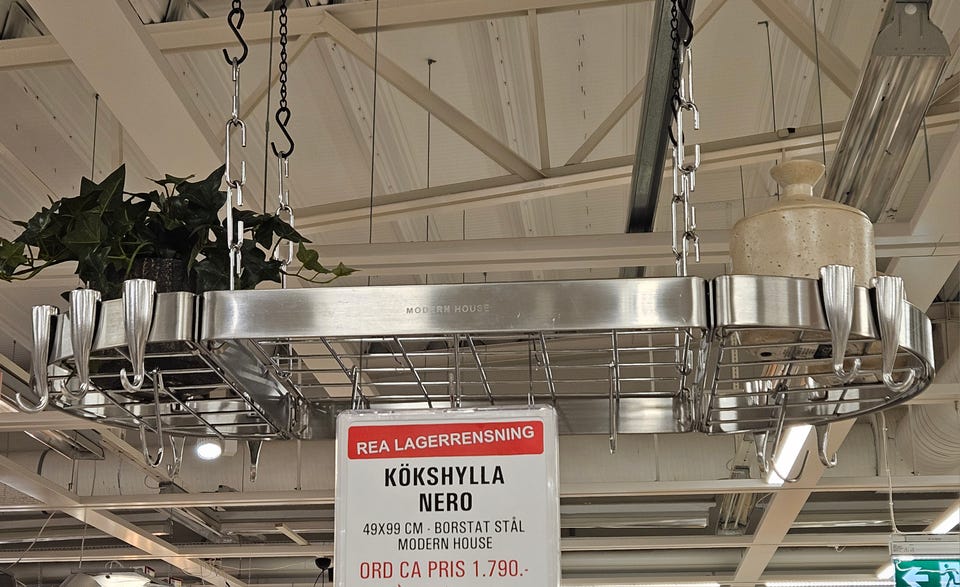 MODERN HOUSE
REA LAGERRENSNING
KÖKSHYLLA
NERO
49X99 CM - BORSTAT STÅL
MODERN HOUSE
ORD CA PRIS 1.790.-